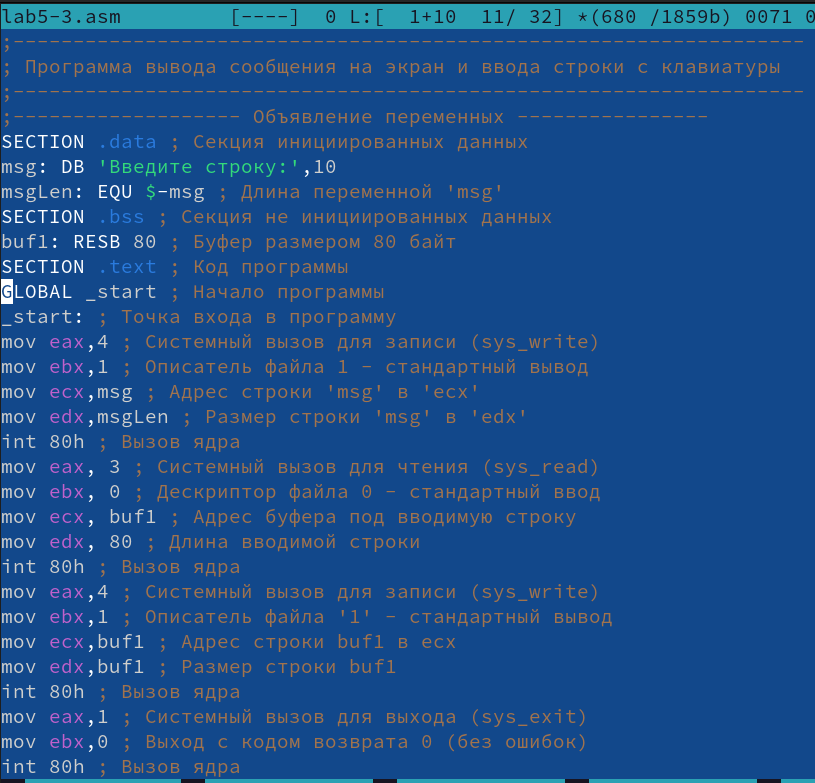 lab5-3.asm [----] 0 L:[ 1+10 11/ 32] *(680 /1859b) 0071 0
;------------------------------------------------------------------
; Программа вывода сообщения на экран и ввода строки с клавиатуры
;------------------------------------------------------------------
;------------------- Объявление переменных ----------------
SECTION .data ; Секция инициированных данных
msg: DB 'Введите строку:',10
msgLen: EQU $-msg ; Длина переменной 'msg'
SECTION .bss ; Секция не инициированных данных
buf1: RESB 80 ; Буфер размером 80 байт
SECTION .text ; Код программы
GLOBAL _start ; Начало программы
_start: ; Точка входа в программу
mov eax,4 ; Системный вызов для записи (sys_write)
mov ebx,1 ; Описатель файла 1 - стандартный вывод
mov ecx,msg ; Адрес строки 'msg' в 'ecx'
mov edx,msgLen ; Размер строки 'msg' в 'edx'
int 80h ; Вызов ядра
mov eax, 3 ; Системный вызов для чтения (sys_read)
mov ebx, 0 ; Дескриптор файла 0 - стандартный ввод
mov ecx, buf1 ; Адрес буфера под вводимую строку
mov edx, 80 ; Длина вводимой строки
int 80h ; Вызов ядра
mov eax,4 ; Системный вызов для записи (sys_write)
mov ebx,1 ; Описатель файла '1' - стандартный вывод
mov ecx,buf1 ; Адрес строки buf1 в ecx
mov edx,buf1 ; Размер строки buf1
int 80h ; Вызов ядра
mov eax,1 ; Системный вызов для выхода (sys_exit)
mov ebx,0 ; Выход с кодом возврата 0 (без ошибок)
int 80h ; Вызов ядра